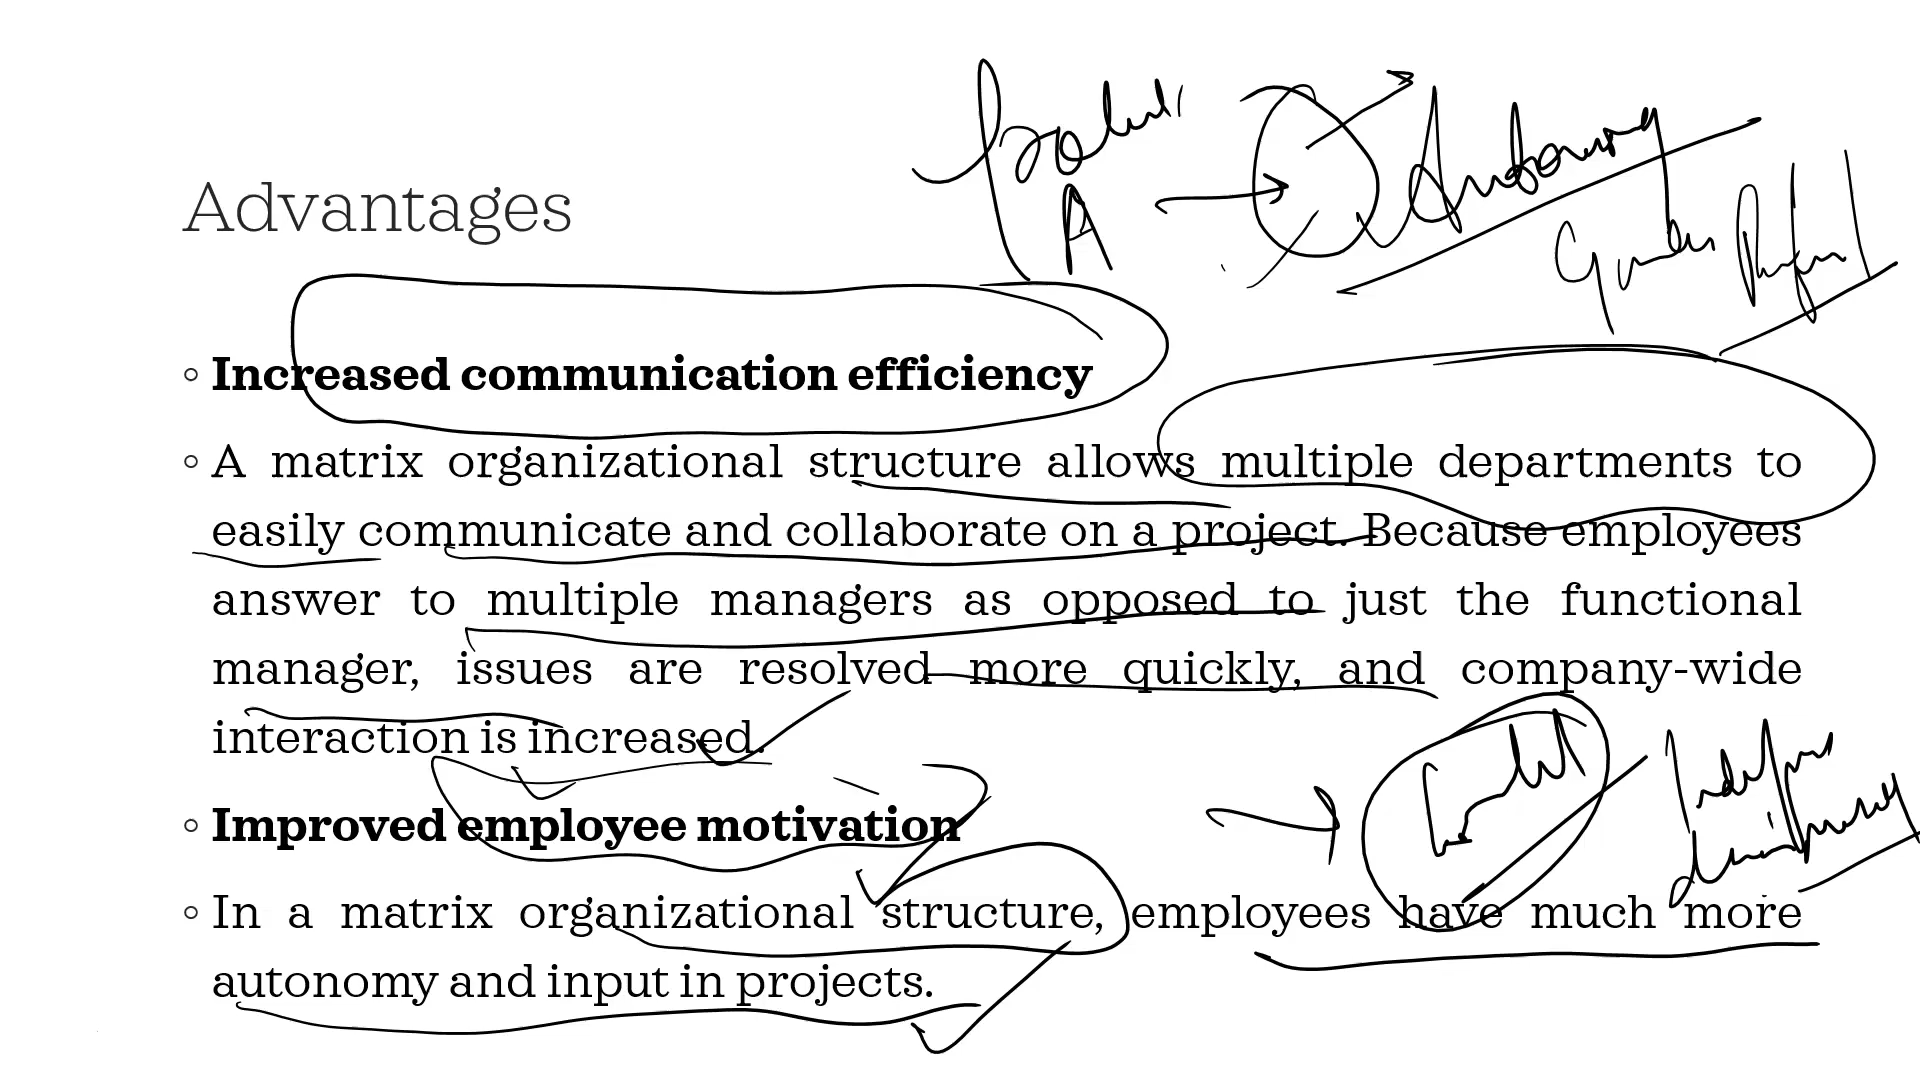 Autonomy
A
Advantages
◦ Increased communication efficiency
◦ A matrix organizational structure allows multiple departments to
easily communicate and collaborate on a project. Because employees
answer to multiple managers as opposed to just the functional
manager, issues are resolved more quickly, and company-wide
interaction is increased.
◦ Improved employee motivation
◦ In a matrix organizational structure, employees have much more
autonomy and input in projects.